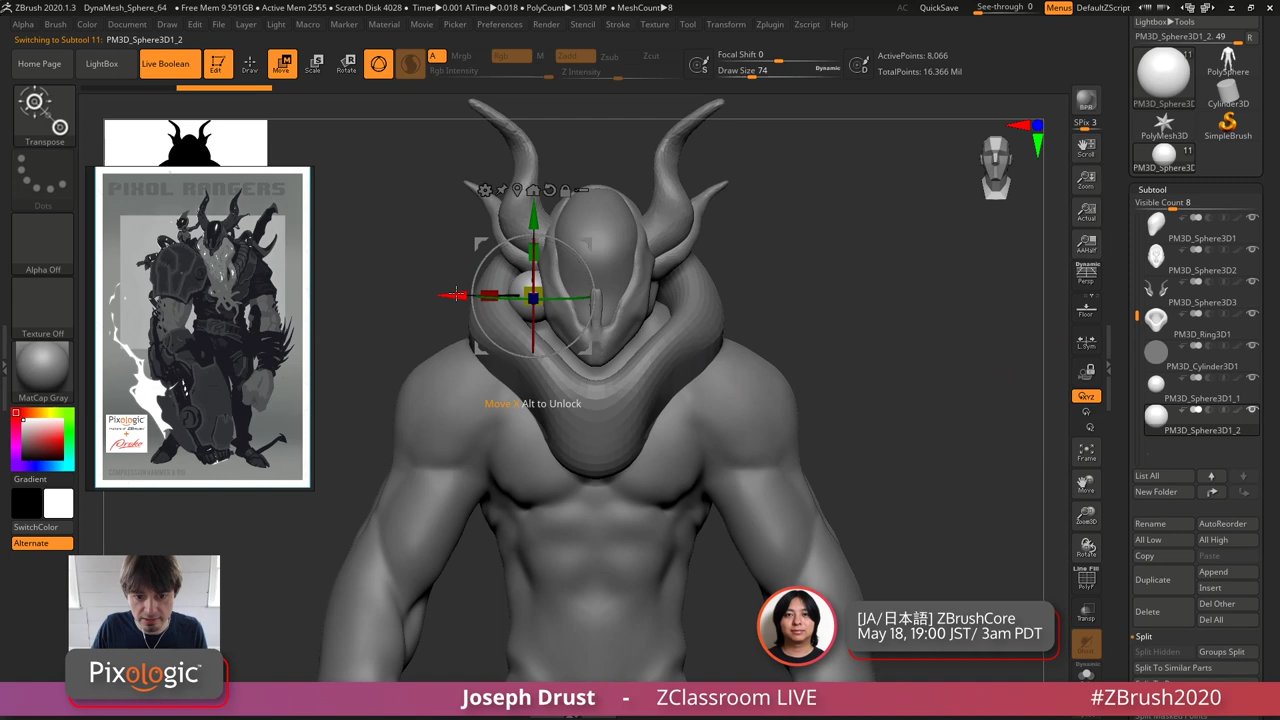 ZBrush 2020.1.3 DynaMesh_Sphere_64 • Free Mem 9.591GB • Active Mem 2555 • Scratch Disk 4028 • Timer▶0.001 ATime▶0.018 • PolyCount▶1.503 MP • MeshCount▶8 AC QuickSave See-through 0 Menus DefaultZScript
Alpha Brush Color Document Draw Edit File Layer Light Macro Marker Material Movie Picker Preferences Render Stencil Stroke Texture Tool Transform Zplugin Zscript Help
Switching to Subtool 11: PM3D_Sphere3D1_2
Home Page LightBox Live Boolean Edit Draw Move Scale Rotate A Mrgb Rgb M Zadd Zsub Zcut
Rgb Intensity Z Intensity
Focal Shift 0
Draw Size 74 Dynamic
ActivePoints: 8,066
TotalPoints: 16.366 Mil
Transpose
Dots
Alpha Off
Texture Off
MatCap Gray
Gradient
SwitchColor
Alternate
PIXOL RANGERS
Pixologic
Move X Alt to Unlock
BPR
SPix 3
Scroll
Zoom
Actual
AAHalf
Dynamic
Persp
Floor
L.Sym
XYZ
Frame
Move
Zoom3D
Rotate
Line Fill
PolyF
Transp
Dynamic
Lightbox▶Tools
PM3D_Sphere3D1_2. 49 R
11
PM3D_Sphere3D
PolySphere
Cylinder3D
PolyMesh3D
SimpleBrush
11
PM3D_Sphere3D
Subtool
Visible Count 8
PM3D_Sphere3D1
PM3D_Sphere3D2
PM3D_Sphere3D3
PM3D_Ring3D1
PM3D_Cylinder3D1
PM3D_Sphere3D1_1
PM3D_Sphere3D1_2
List All
New Folder
Rename AutoReorder
All Low All High
Copy Paste
Duplicate
Append
Insert
Delete
Del Other
Del All
Split
Split Hidden Groups Split
Split To Similar Parts
[JA/日本語] ZBrushCore
May 18, 19:00 JST/ 3am PDT
Pixologic™
Joseph Drust - ZClassroom LIVE #ZBrush2020